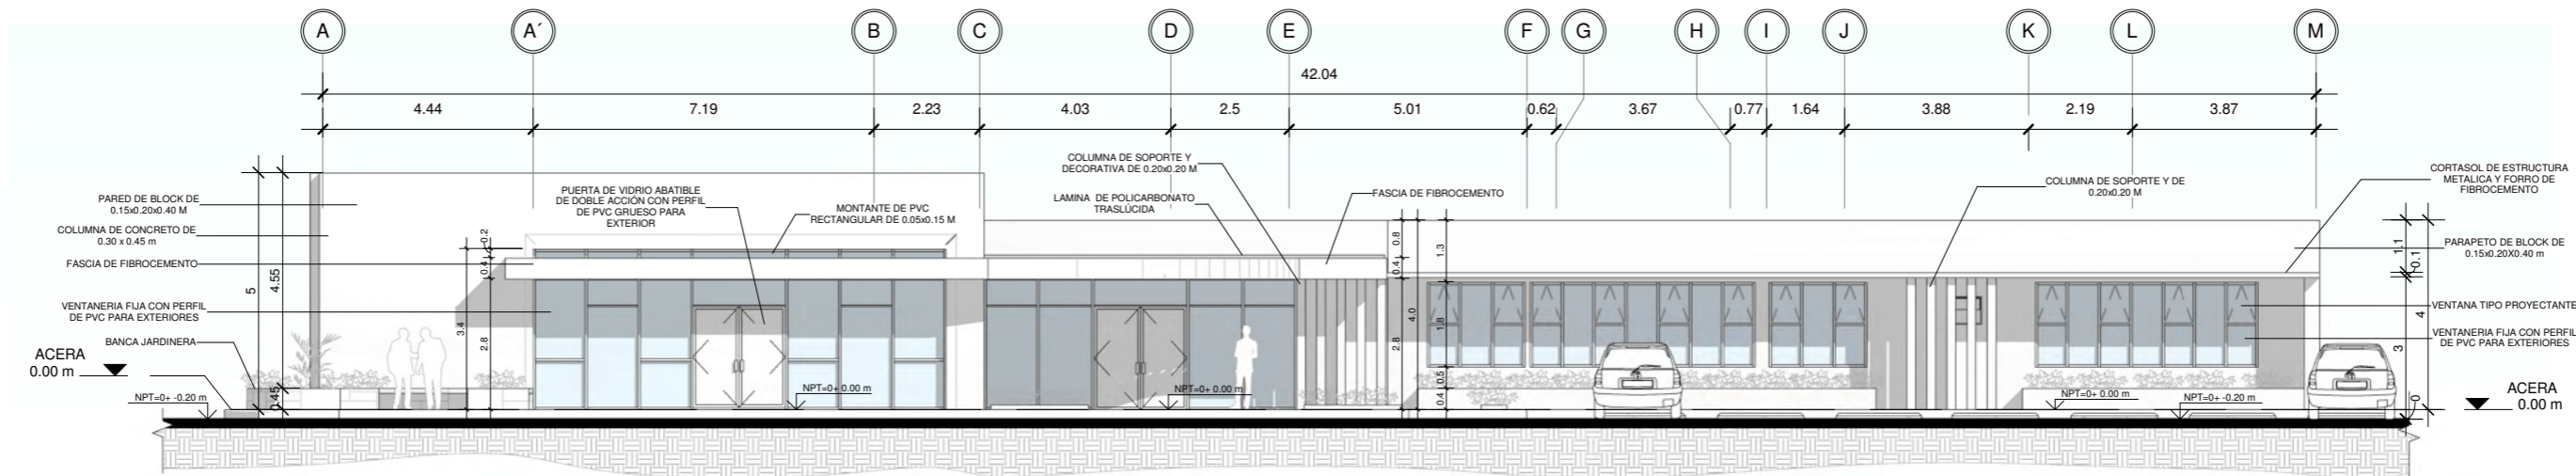 A A´ B C D E F G H I J K L M
42.04
4.44 7.19 2.23 4.03 2.5 5.01 0.62 3.67 0.77 1.64 3.88 2.19 3.87
PARED DE BLOCK DE
0.15x0.20x0.40 M
COLUMNA DE CONCRETO DE
0.30 x 0.45 m
FASCIA DE FIBROCEMENTO
VENTANERIA FIJA CON PERFIL
DE PVC PARA EXTERIORES
BANCA JARDINERA
ACERA
0.00 m
NPT=0+ -0.20 m
5
4.55
0.45
3.4
0.2
0.4
2.8
PUERTA DE VIDRIO ABATIBLE
DE DOBLE ACCIÓN CON PERFIL
DE PVC GRUESO PARA
EXTERIOR
MONTANTE DE PVC
RECTANGULAR DE 0.05x0.15 M
NPT=0+ 0.00 m
COLUMNA DE SOPORTE Y
DECORATIVA DE 0.20x0.20 M
LAMINA DE POLICARBONATO
TRASLÚCIDA
FASCIA DE FIBROCEMENTO
NPT=0+ 0.00 m
0.8
0.4
2.8
4.0
1.3
1.8
0.5
0.4
COLUMNA DE SOPORTE Y DE
0.20x0.20 M
CORTASOL DE ESTRUCTURA
METALICA Y FORRO DE
FIBROCEMENTO
PARAPETO DE BLOCK DE
0.15x0.20X0.40 m
VENTANA TIPO PROYECTANTE
VENTANERIA FIJA CON PERFIL
DE PVC PARA EXTERIORES
1.1
0.1
4
3
0
NPT=0+ 0.00 m
NPT=0+ -0.20 m
ACERA
0.00 m